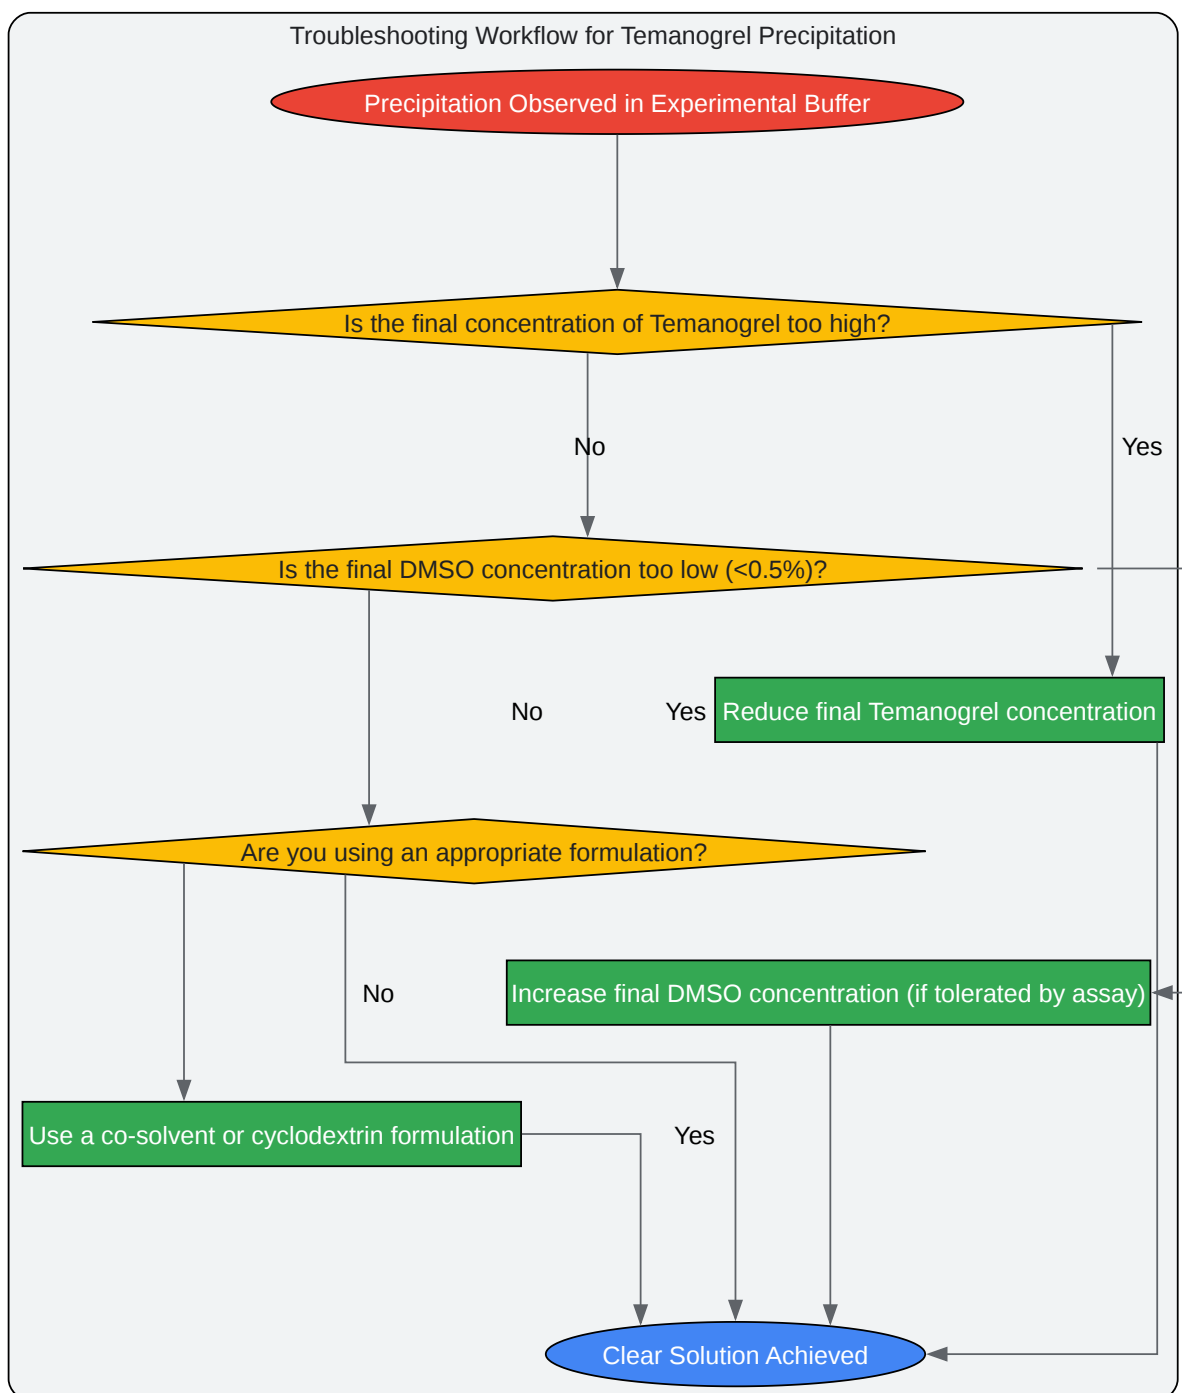 Troubleshooting Workflow for Temanogrel Precipitation
Precipitation Observed in Experimental Buffer
Is the final concentration of Temanogrel too high?
No
Yes
Is the final DMSO concentration too low (<0.5%)?
No
Yes
Reduce final Temanogrel concentration
Are you using an appropriate formulation?
No
Increase final DMSO concentration (if tolerated by assay)
Use a co-solvent or cyclodextrin formulation
Yes
Clear Solution Achieved